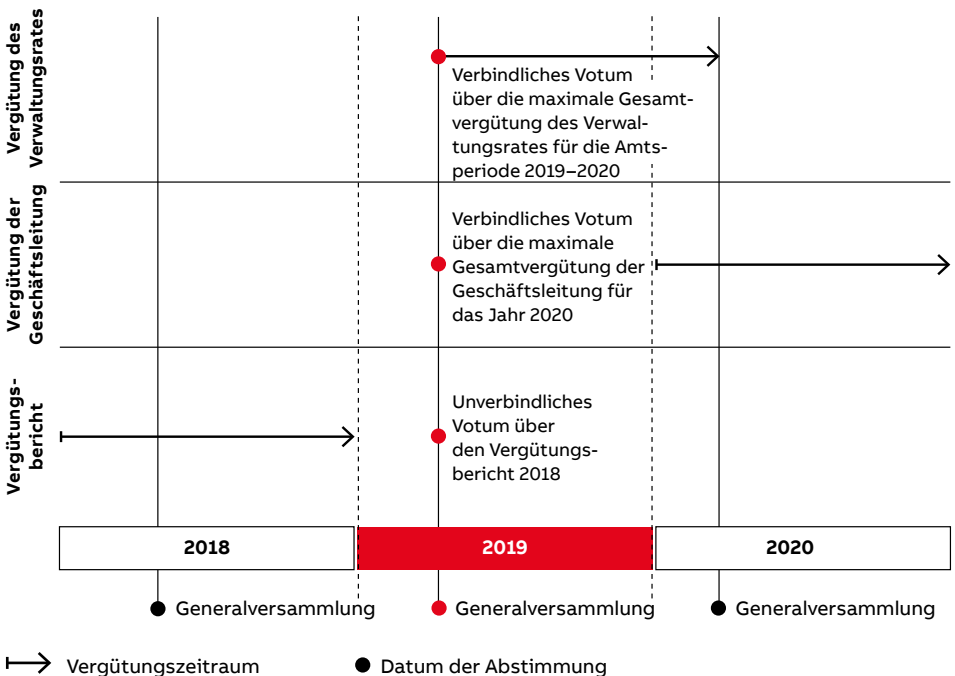 Vergütung des
Verwaltungsrates
Verbindliches Votum
über die maximale Gesamt-
vergütung des Verwal-
tungsrates für die Amts-
periode 2019–2020
Vergütung der
Geschäftsleitung
Verbindliches Votum
über die maximale
Gesamtvergütung der
Geschäftsleitung für
das Jahr 2020
Vergütungs-
bericht
Unverbindliches
Votum über
den Vergütungs-
bericht 2018
2018
2019
2020
Generalversammlung
Generalversammlung
Generalversammlung
Vergütungszeitraum
Datum der Abstimmung